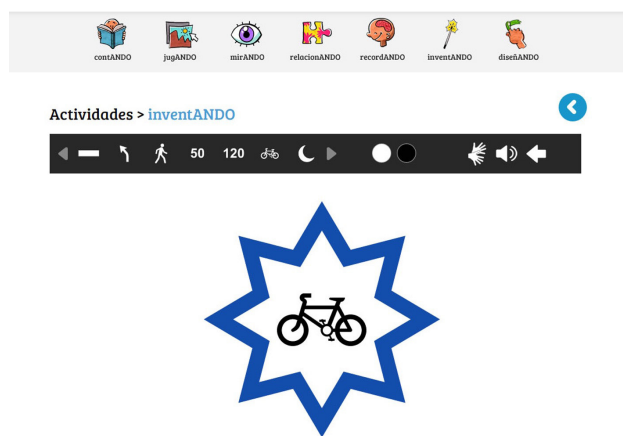 contANDO jugANDO mirANDO relacionANDO recordANDO inventANDO diseñANDO
Actividades > inventANDO
50 120